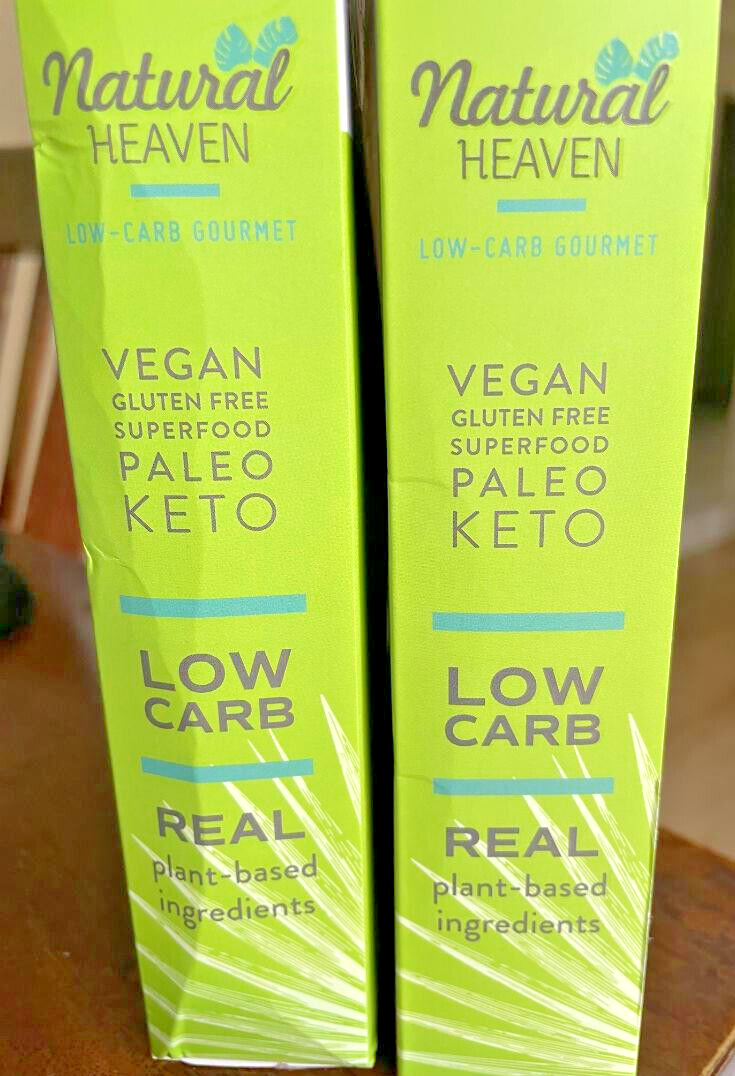 Natural
HEAVEN
LOW-CARB GOURMET
VEGAN
GLUTEN FREE
SUPERFOOD
PALEO
KETO
LOW
CARB
REAL
plant-based
ingredients
Natural
HEAVEN
LOW-CARB GOURMET
VEGAN
GLUTEN FREE
SUPERFOOD
PALEO
KETO
LOW
CARB
REAL
plant-based
ingredients